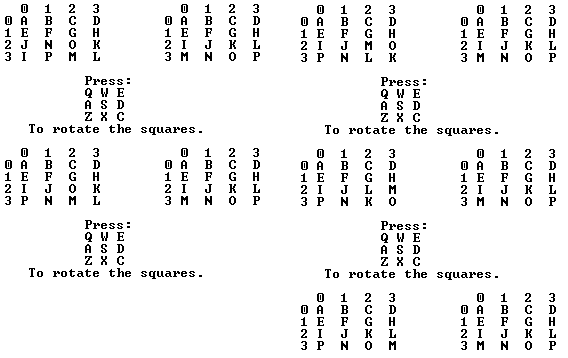 0 1 2 3 0 1 2 3
0 A B C D 0 A B C D
1 E F G H 1 E F G H
2 J N O K 2 I J K L
3 I P M L 3 M N O P
Press:
Q W E
A S D
Z X C
To rotate the squares.
0 1 2 3 0 1 2 3
0 A B C D 0 A B C D
1 E F G H 1 E F G H
2 I J O K 2 I J K L
3 P N M L 3 M N O P
Press:
Q W E
A S D
Z X C
To rotate the squares.
0 1 2 3 0 1 2 3
0 A B C D 0 A B C D
1 E F G H 1 E F G H
2 I J M O 2 I J K L
3 P N L K 3 M N O P
Press:
Q W E
A S D
Z X C
To rotate the squares.
0 1 2 3 0 1 2 3
0 A B C D 0 A B C D
1 E F G H 1 E F G H
2 I J L M 2 I J K L
3 P N K O 3 M N O P
Press:
Q W E
A S D
Z X C
To rotate the squares.
0 1 2 3 0 1 2 3
0 A B C D 0 A B C D
1 E F G H 1 E F G H
2 I J K L 2 I J K L
3 P N O M 3 M N O P